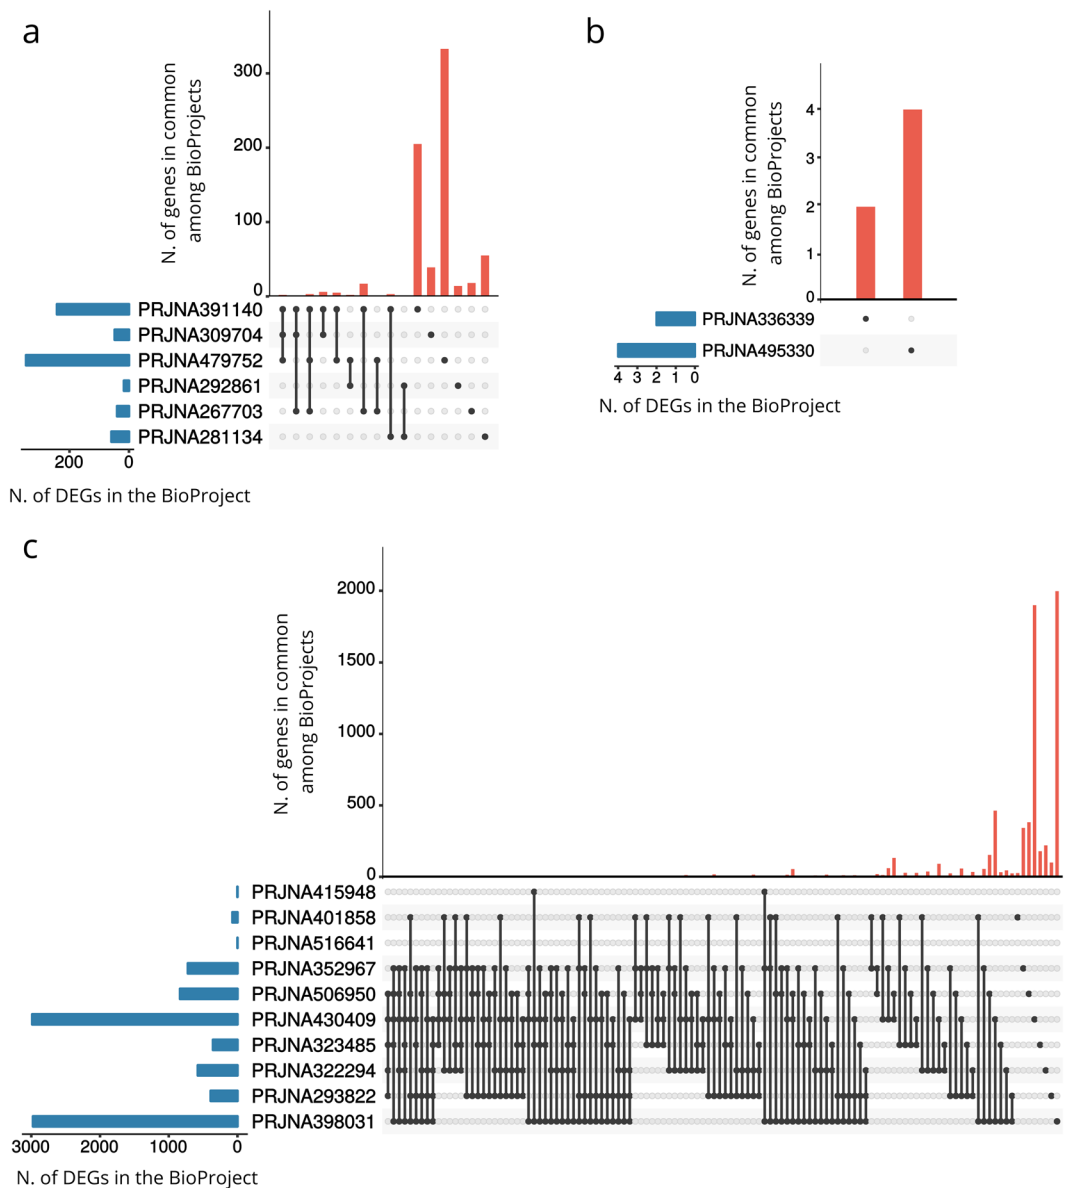 a
N. of genes in common
among BioProjects
300
200
100
0
PRJNA391140
PRJNA309704
PRJNA479752
PRJNA292861
PRJNA267703
PRJNA281134
200 0
N. of DEGs in the BioProject
b
N. of genes in common
among BioProjects
4
3
2
1
0
PRJNA336339
PRJNA495330
4 3 2 1 0
N. of DEGs in the BioProject
c
N. of genes in common
among BioProjects
2000
1500
1000
500
0
PRJNA415948
PRJNA401858
PRJNA516641
PRJNA352967
PRJNA506950
PRJNA430409
PRJNA323485
PRJNA322294
PRJNA293822
PRJNA398031
3000 2000 1000 0
N. of DEGs in the BioProject